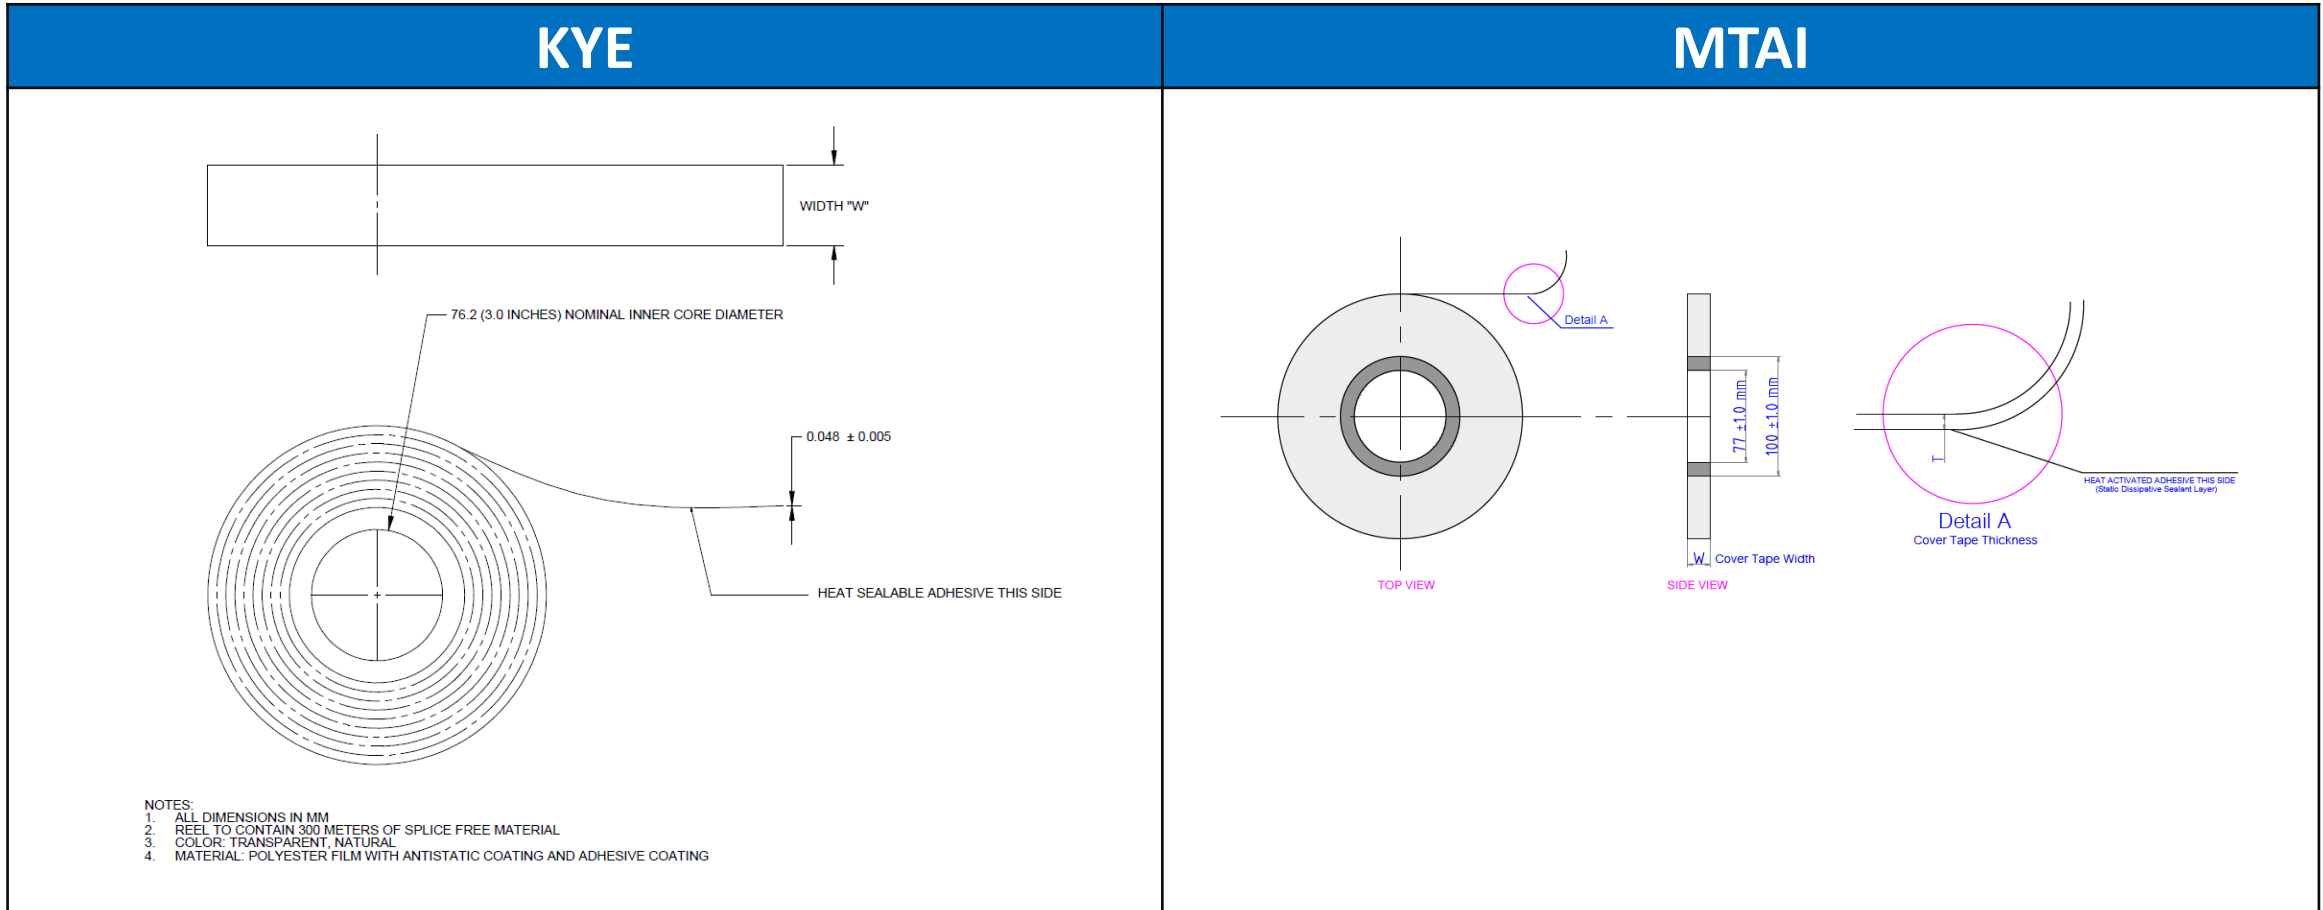 KYE
MTAI
WIDTH "W"
76.2 (3.0 INCHES) NOMINAL INNER CORE DIAMETER
0.048 ± 0.005
HEAT SEALABLE ADHESIVE THIS SIDE
NOTES:
1. ALL DIMENSIONS IN MM
2. REEL TO CONTAIN 300 METERS OF SPLICE FREE MATERIAL
3. COLOR: TRANSPARENT, NATURAL
4. MATERIAL: POLYESTER FILM WITH ANTISTATIC COATING AND ADHESIVE COATING
Detail A
77 ±1.0 mm
100 ±1.0 mm
W Cover Tape Width
TOP VIEW
SIDE VIEW
T
HEAT ACTIVATED ADHESIVE THIS SIDE
(Static Dissipative Sealant Layer)
Detail A
Cover Tape Thickness